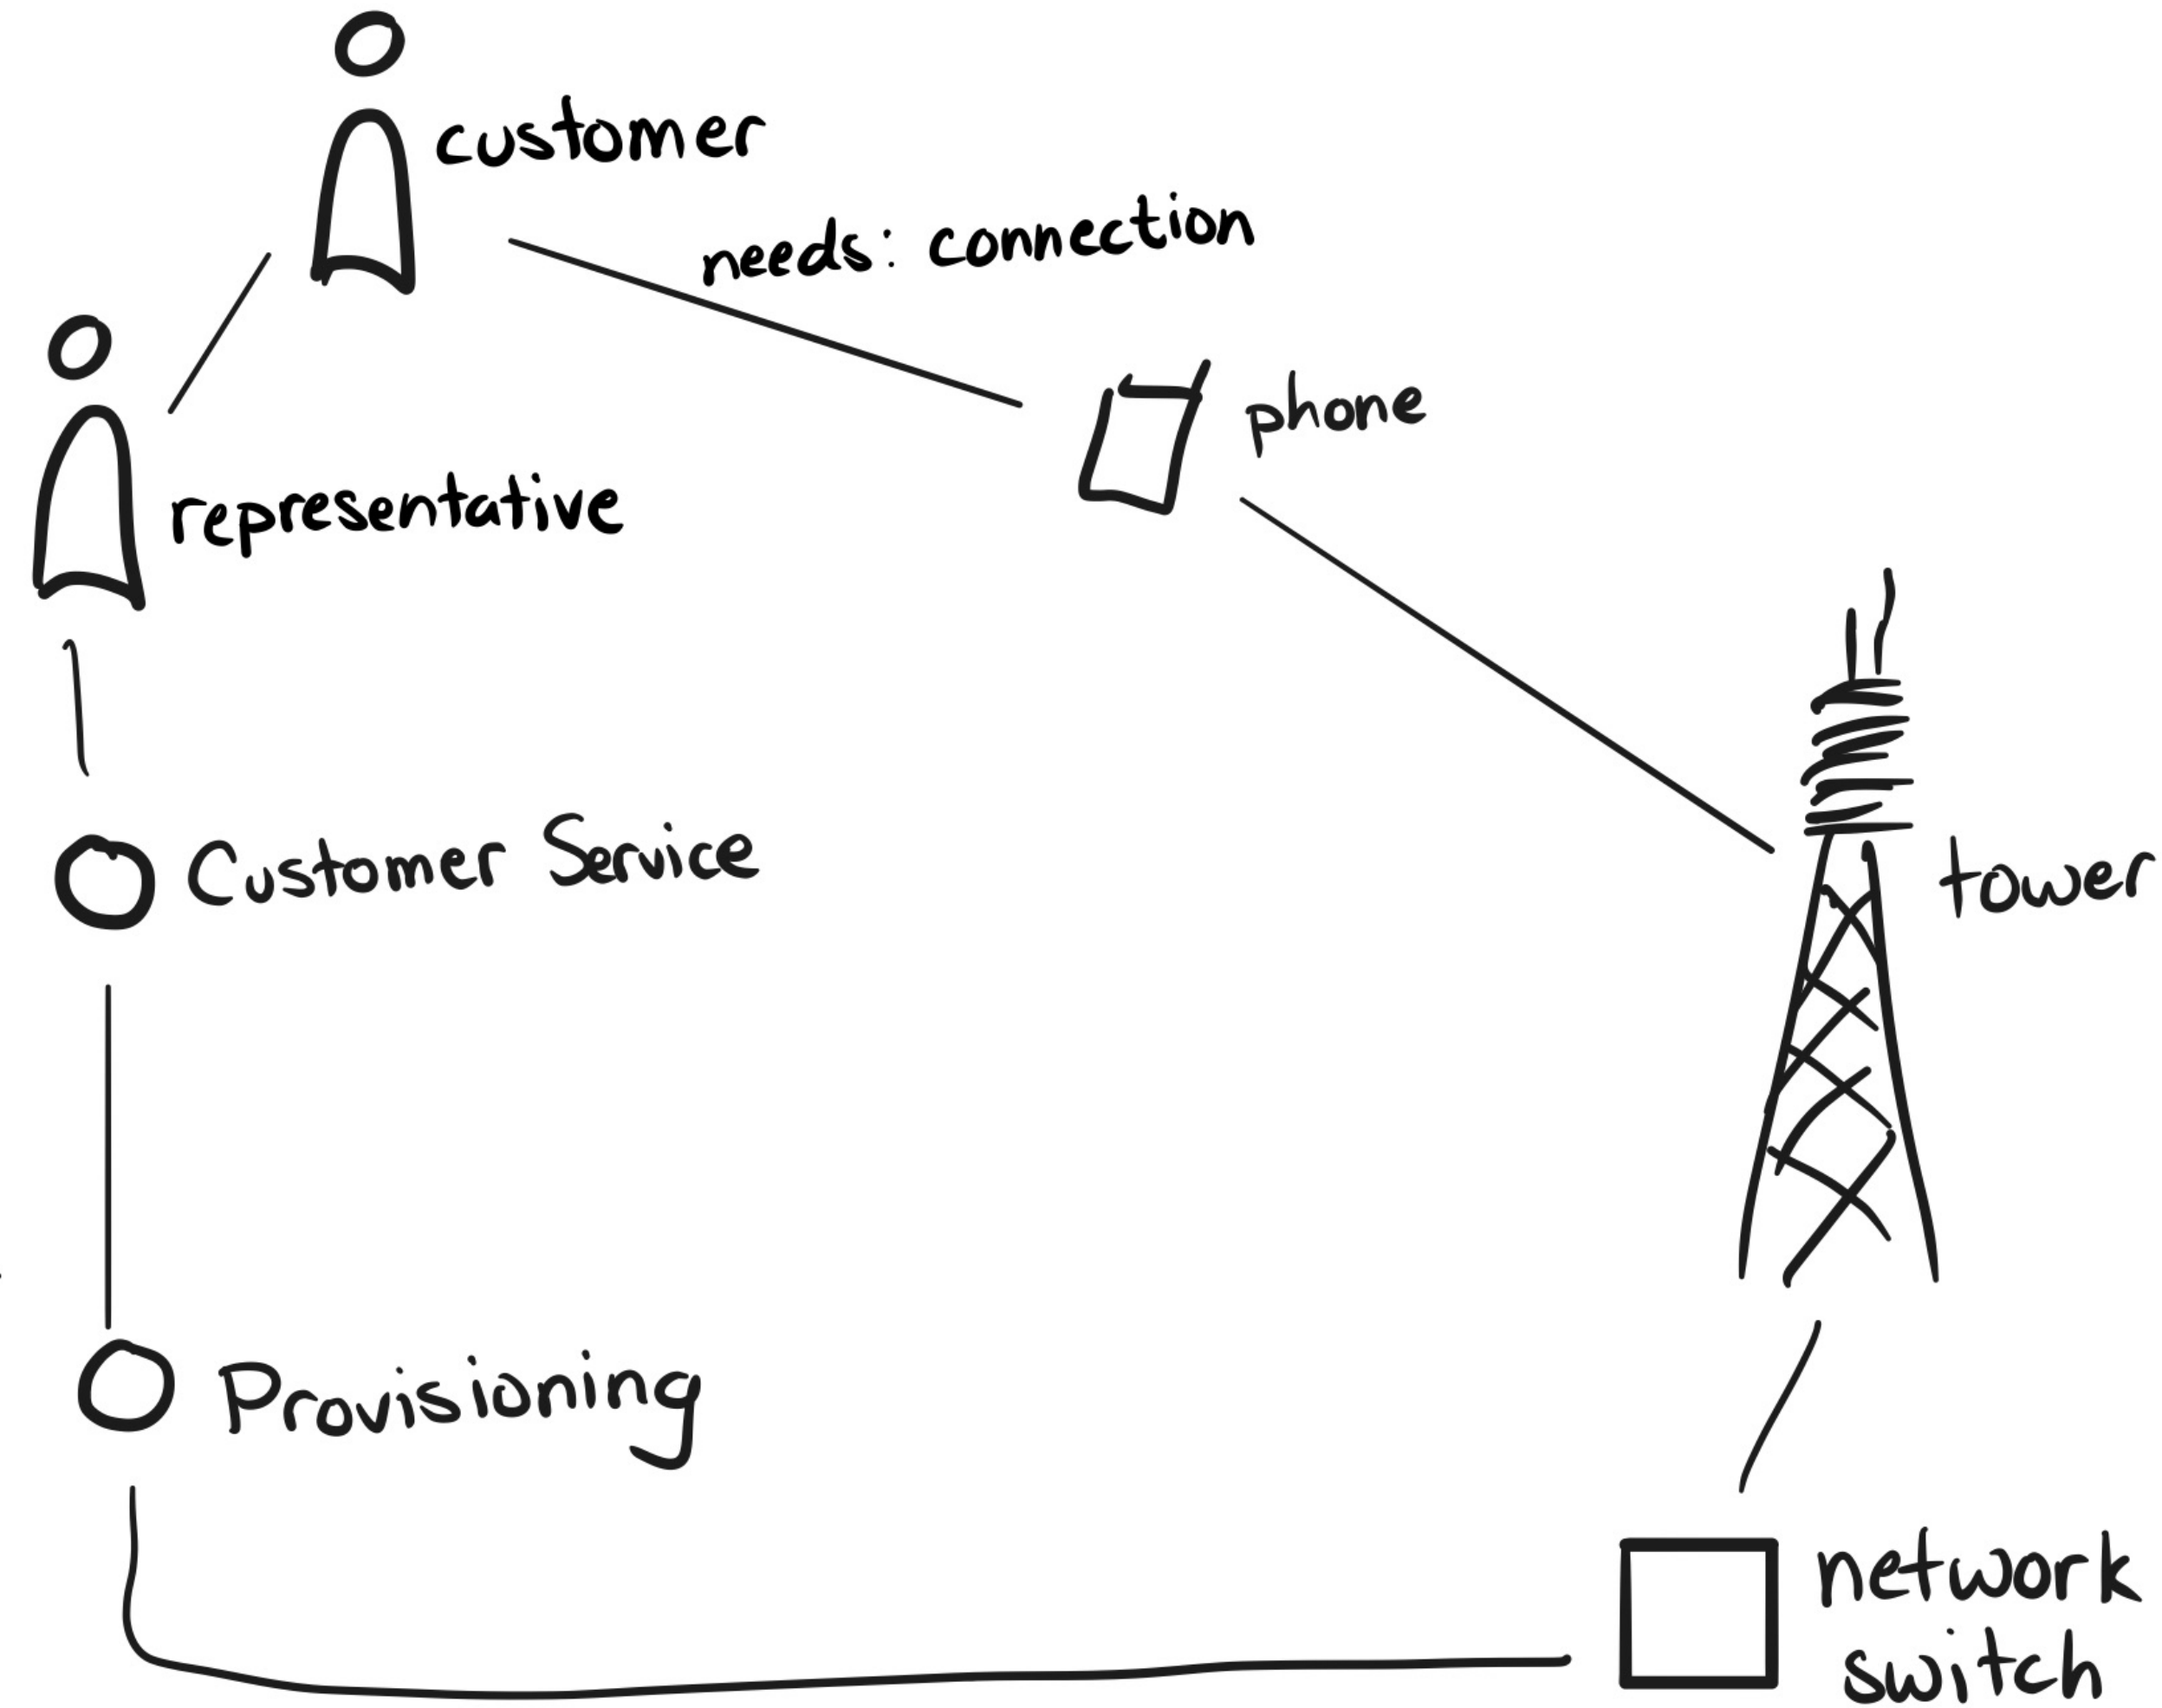 customer
needs: connection
phone
representative
Customer Service
tower
Provisioning
network
switch